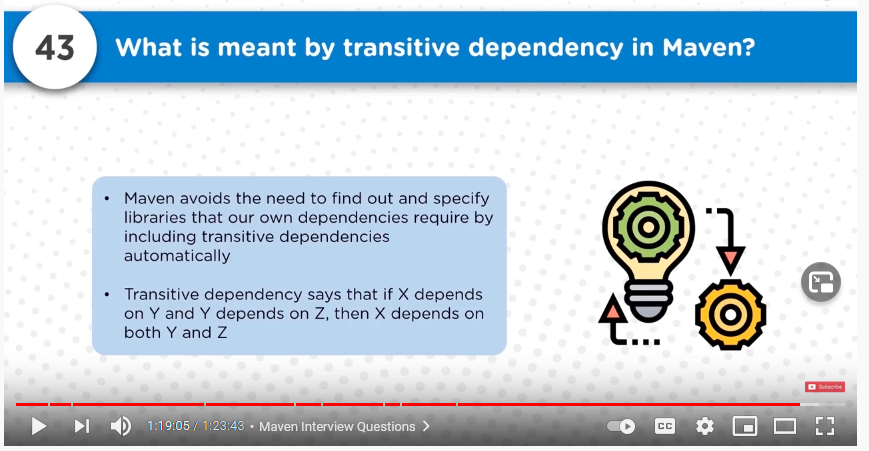 43
What is meant by transitive dependency in Maven?
• Maven avoids the need to find out and specify
libraries that our own dependencies require by
including transitive dependencies
automatically
• Transitive dependency says that if X depends
on Y and Y depends on Z, then X depends on
both Y and Z
Subscribe
1:19:05 / 1:23:43 • Maven Interview Questions
CC